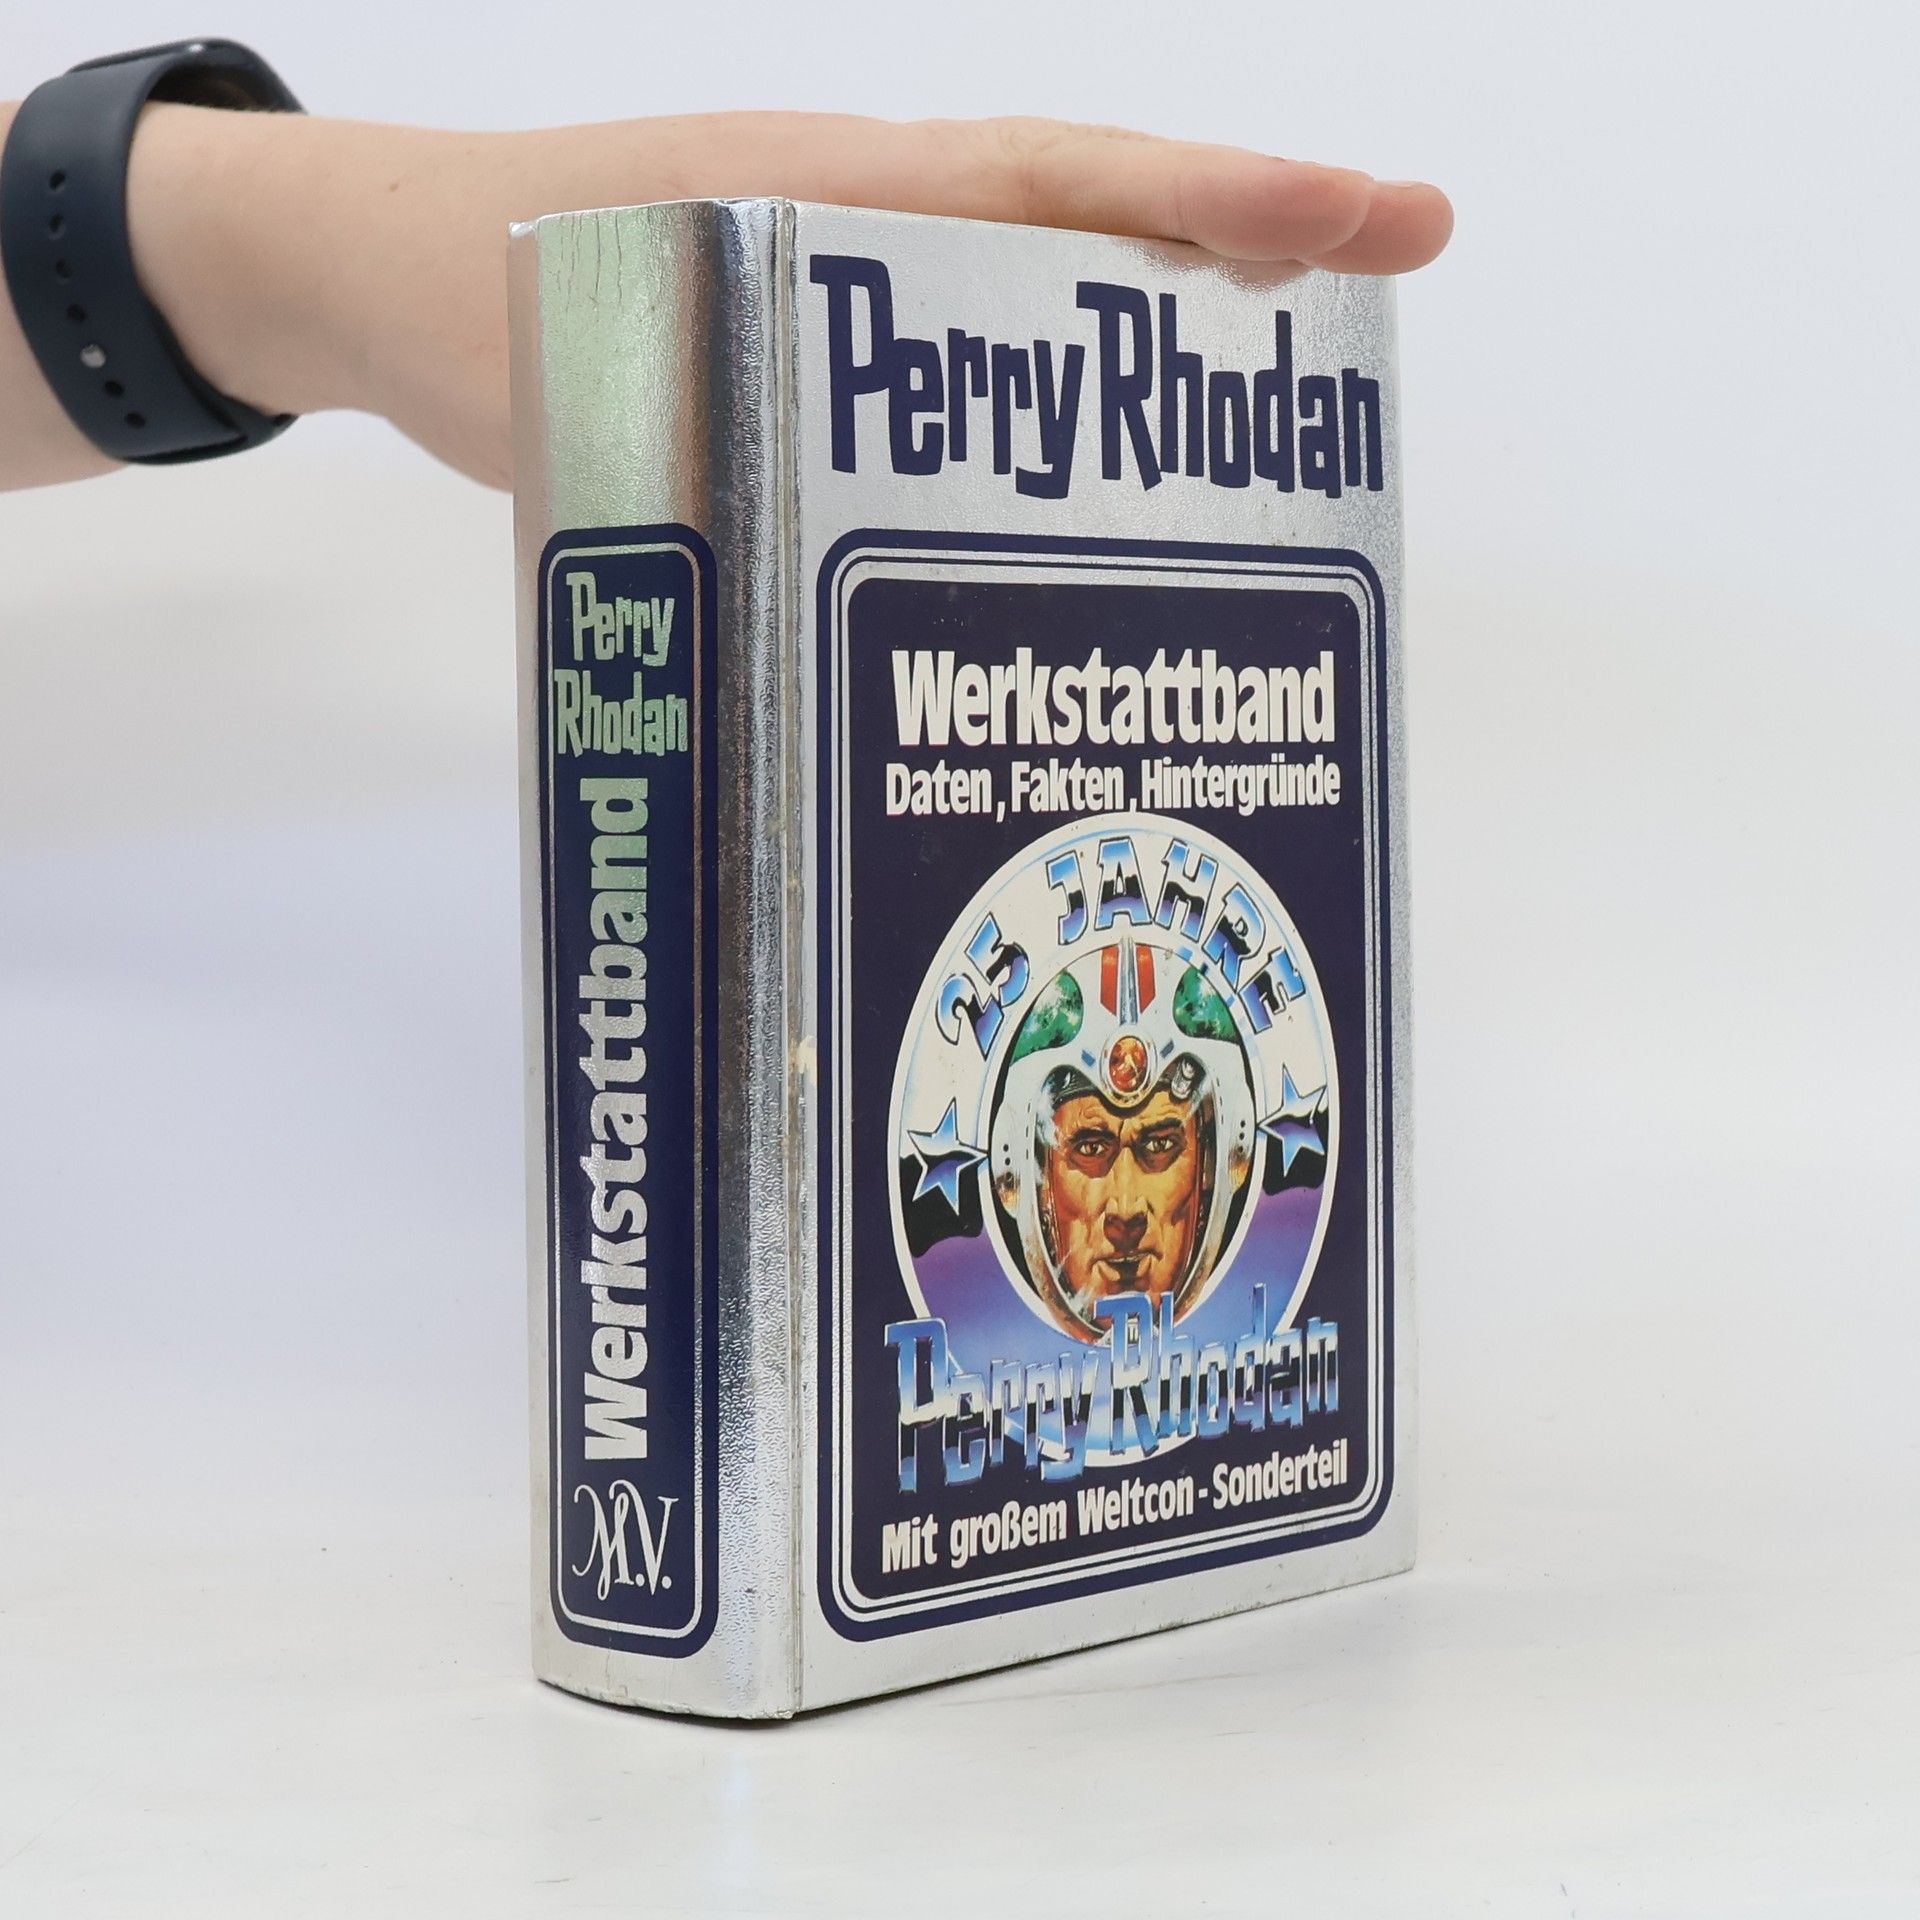 Perry Rhodan
Werkstattband
Daten, Fakten, Hintergründe
25 JAHRE
Perry Rhodan
Mit großem Weltcon-Sonderteil
Perry
Rhodan
Werkstattband
M.V.